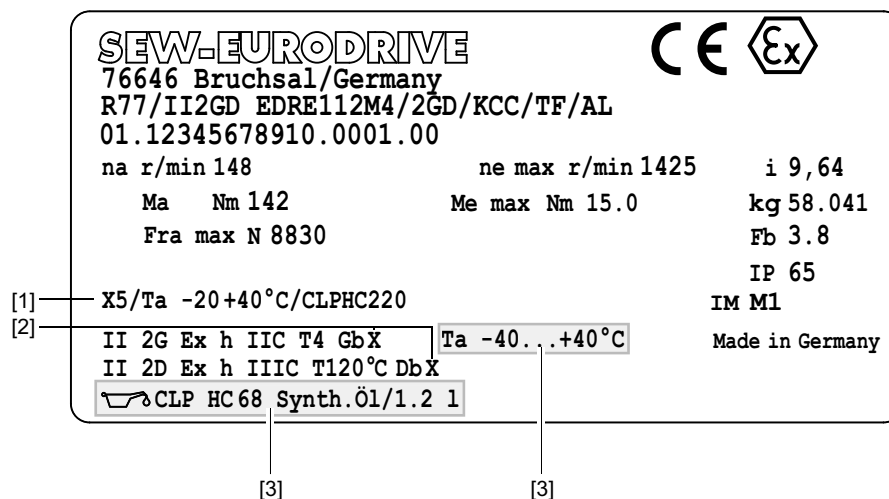 SEW-EURODRIVE CE Ex
76646 Bruchsal/Germany
R77/II2GD EDRE112M4/2GD/KCC/TF/AL
01.12345678910.0001.00
na r/min 148 ne max r/min 1425 i 9,64
Ma Nm 142 Me max Nm 15.0 kg 58.041
Fra max N 8830 Fb 3.8
IP 65
[1] X5/Ta -20+40°C/CLPHC220 IM M1
[2]
II 2G Ex h IIC T4 GbX Ta -40...+40°C Made in Germany
II 2D Ex h IIIC T120°C DbX
CLP HC68 Synth.Öl/1.2 l
[3] [3]